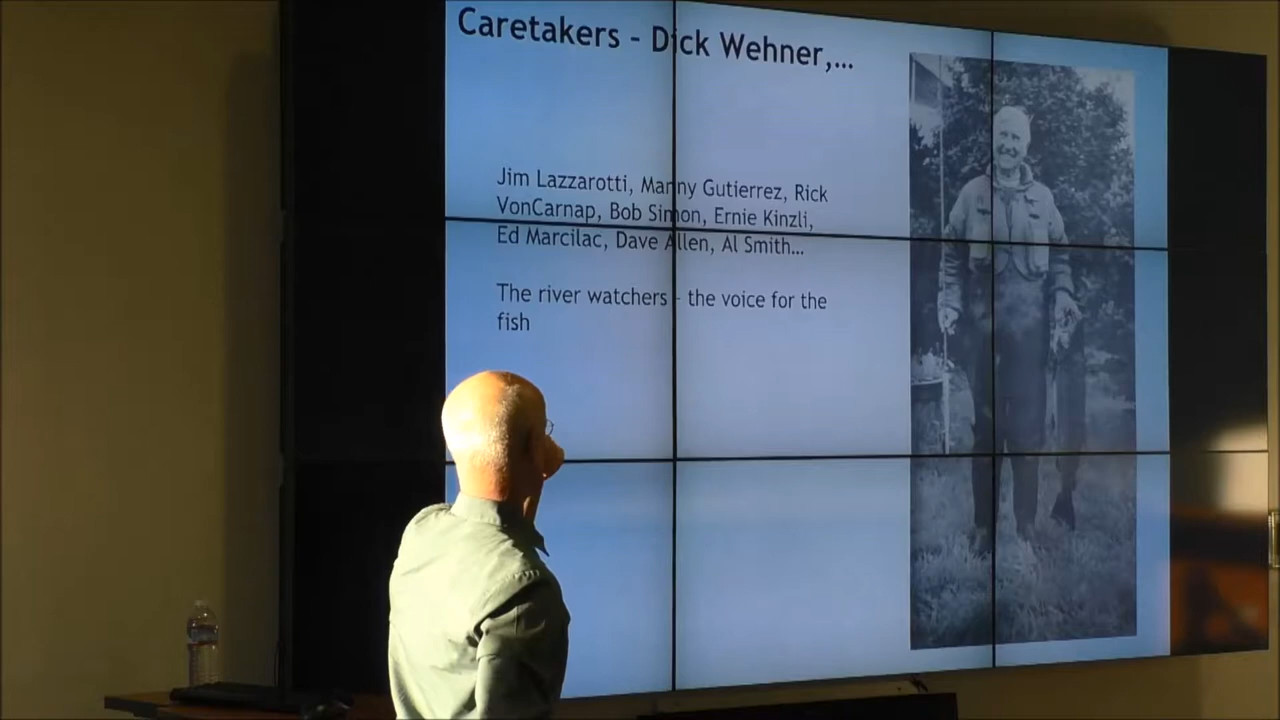 Caretakers - Dick Wehner,...
Jim Lazzarotti, Manny Gutierrez, Rick
VonCarnap, Bob Simon, Ernie Kinzli,
Ed Marcilac, Dave Allen, Al Smith...
The river watchers - the voice for the
fish